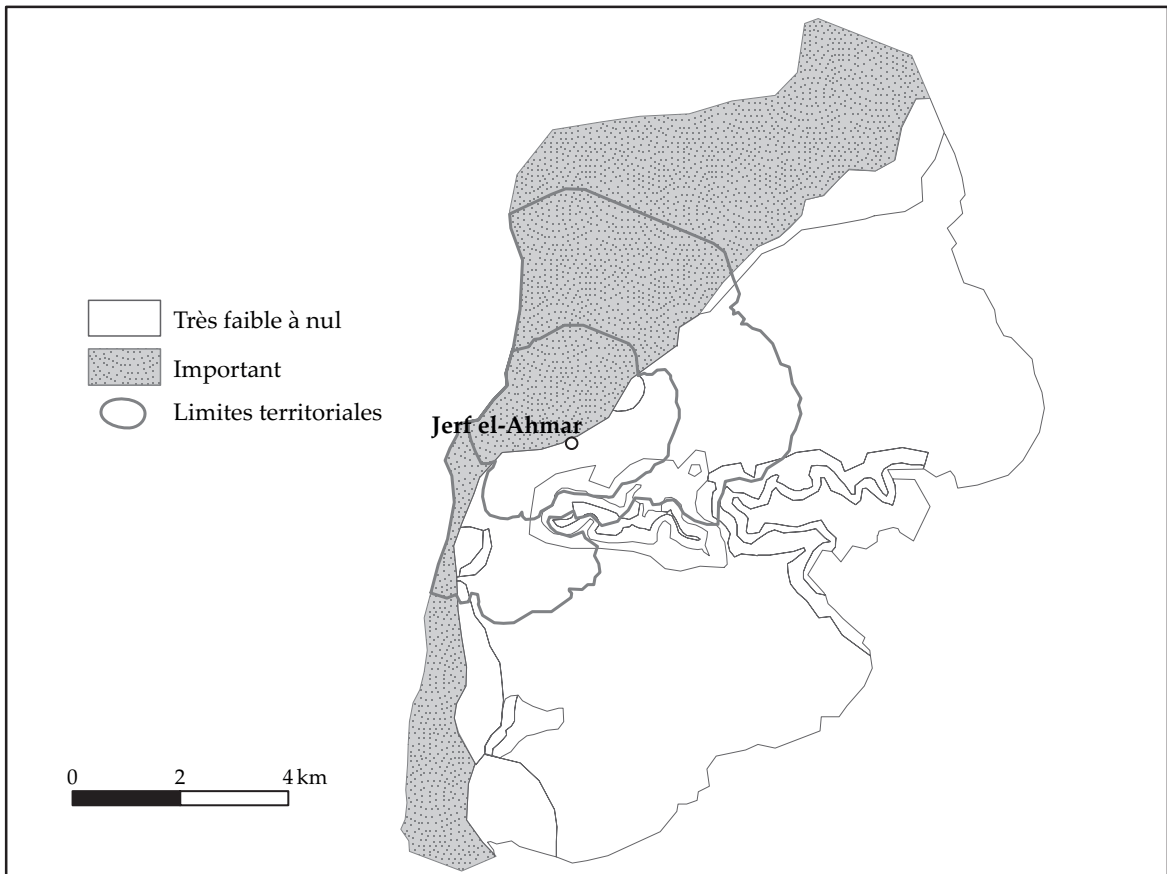 Très faible à nul
Important
Limites territoriales
Jerf el-Ahmar
0 2 4 km